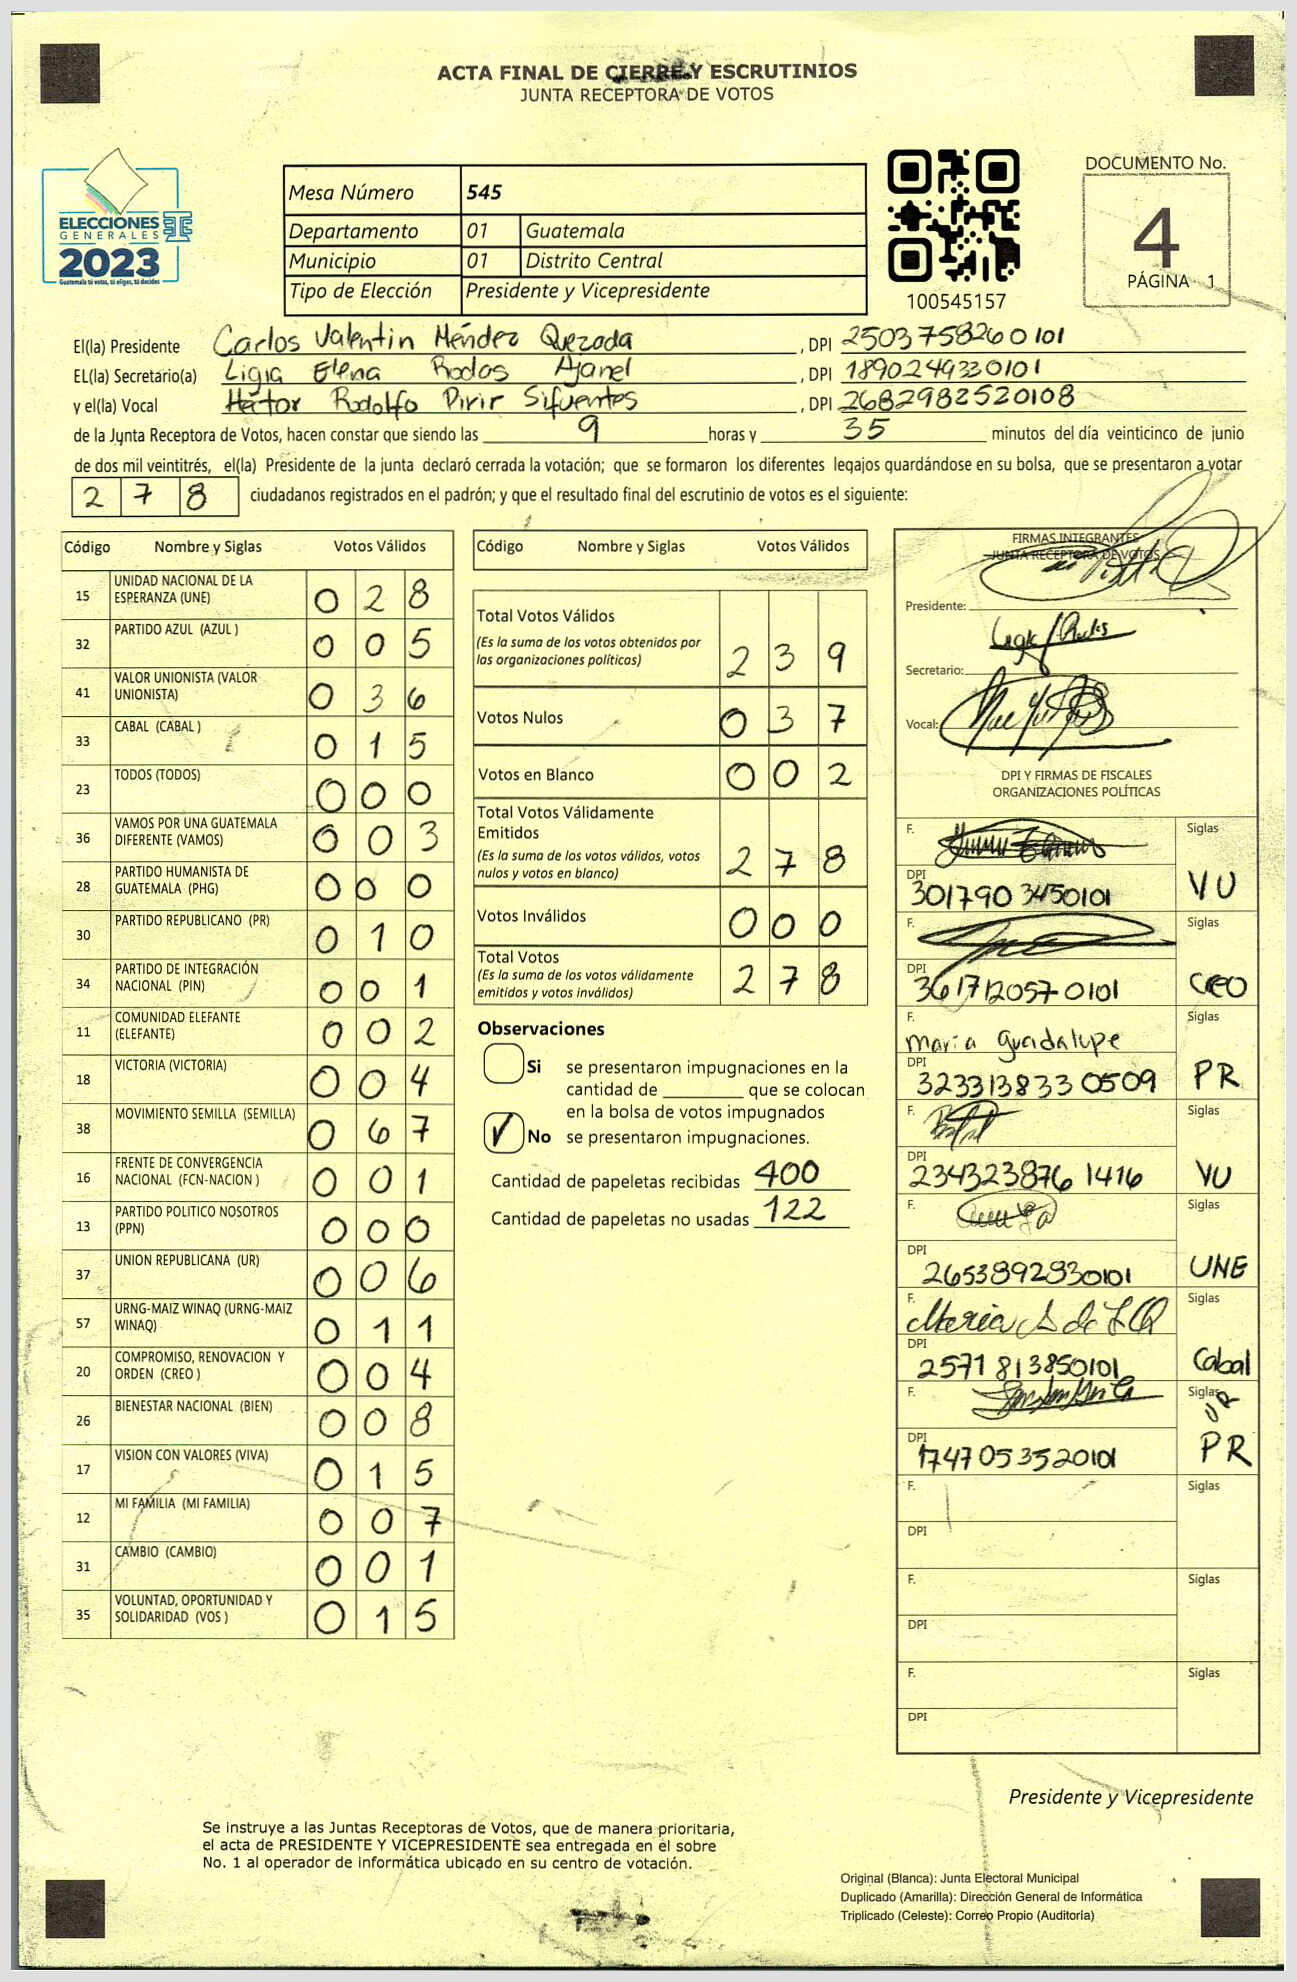 ACTA FINAL DE CIERRE Y ESCRUTINIOS
JUNTA RECEPTORA DE VOTOS
ELECCIONES
GENERALES
2023
Guatemala tú votas, tú eliges, tú decides
Mesa Número 545
Departamento 01 Guatemala
Municipio 01 Distrito Central
Tipo de Elección Presidente y Vicepresidente
100545157
DOCUMENTO No.
4
PÁGINA 1
El(la) Presidente Carlos Valentin Méndez Quezada , DPI 2503758260101
EL(la) Secretario(a) Ligia Elena Rodas Ajanel , DPI 1890249330101
y el(la) Vocal Héctor Rodolfo Pirir Sifuentes , DPI 2682982520108
de la Junta Receptora de Votos, hacen constar que siendo las 9 horas y 35 minutos del día veinticinco de junio
de dos mil veintitrés, el(la) Presidente de la junta declaró cerrada la votación; que se formaron los diferentes legajos guardándose en su bolsa, que se presentaron a votar
2 7 8 ciudadanos registrados en el padrón; y que el resultado final del escrutinio de votos es el siguiente:
Código Nombre y Siglas Votos Válidos
15 UNIDAD NACIONAL DE LA ESPERANZA (UNE) 0 2 8
32 PARTIDO AZUL (AZUL ) 0 0 5
41 VALOR UNIONISTA (VALOR UNIONISTA) 0 3 6
33 CABAL (CABAL ) 0 1 5
23 TODOS (TODOS) 0 0 0
36 VAMOS POR UNA GUATEMALA DIFERENTE (VAMOS) 0 0 3
28 PARTIDO HUMANISTA DE GUATEMALA (PHG) 0 0 0
30 PARTIDO REPUBLICANO (PR) 0 1 0
34 PARTIDO DE INTEGRACIÓN NACIONAL (PIN) 0 0 1
11 COMUNIDAD ELEFANTE (ELEFANTE) 0 0 2
18 VICTORIA (VICTORIA) 0 0 4
38 MOVIMIENTO SEMILLA (SEMILLA) 0 6 7
16 FRENTE DE CONVERGENCIA NACIONAL (FCN-NACION ) 0 0 1
13 PARTIDO POLITICO NOSOTROS (PPN) 0 0 0
37 UNION REPUBLICANA (UR) 0 0 6
57 URNG-MAIZ WINAQ (URNG-MAIZ WINAQ) 0 1 1
20 COMPROMISO, RENOVACION Y ORDEN (CREO ) 0 0 4
26 BIENESTAR NACIONAL (BIEN) 0 0 8
17 VISION CON VALORES (VIVA) 0 1 5
12 MI FAMILIA (MI FAMILIA) 0 0 7
31 CAMBIO (CAMBIO) 0 0 1
35 VOLUNTAD, OPORTUNIDAD Y SOLIDARIDAD (VOS ) 0 1 5
Código Nombre y Siglas Votos Válidos
Total Votos Válidos
(Es la suma de los votos obtenidos por las organizaciones políticas) 2 3 9
Votos Nulos 0 3 7
Votos en Blanco 0 0 2
Total Votos Válidamente Emitidos
(Es la suma de los votos válidos, votos nulos y votos en blanco) 2 7 8
Votos Inválidos 0 0 0
Total Votos
(Es la suma de los votos válidamente emitidos y votos inválidos) 2 7 8
Observaciones
Si se presentaron impugnaciones en la
cantidad de ________ que se colocan
en la bolsa de votos impugnados
No se presentaron impugnaciones.
Cantidad de papeletas recibidas 400
Cantidad de papeletas no usadas 122
FIRMAS INTEGRANTES
JUNTA RECEPTORA DE VOTOS
Presidente:
Secretario:
Vocal:
DPI Y FIRMAS DE FISCALES
ORGANIZACIONES POLÍTICAS
F. Siglas
DPI 301790 3450101 VU
F. Siglas
DPI 361712057 0101 CREO
F. Maria Guadalupe Siglas
DPI 323313833 0509 PR
F. Siglas
DPI 234323876 1416 VU
F. Siglas
DPI 2653892830101 UNE
F. Siglas
DPI 2571 813850101 Cabal
F. Siglas UR
DPI 1747053520101 PR
F. Siglas
DPI
F. Siglas
DPI
F. Siglas
DPI
Presidente y Vicepresidente
Se instruye a las Juntas Receptoras de Votos, que de manera prioritaria,
el acta de PRESIDENTE Y VICEPRESIDENTE sea entregada en el sobre
No. 1 al operador de informática ubicado en su centro de votación.
Original (Blanca): Junta Electoral Municipal
Duplicado (Amarilla): Dirección General de Informática
Triplicado (Celeste): Correo Propio (Auditoría)